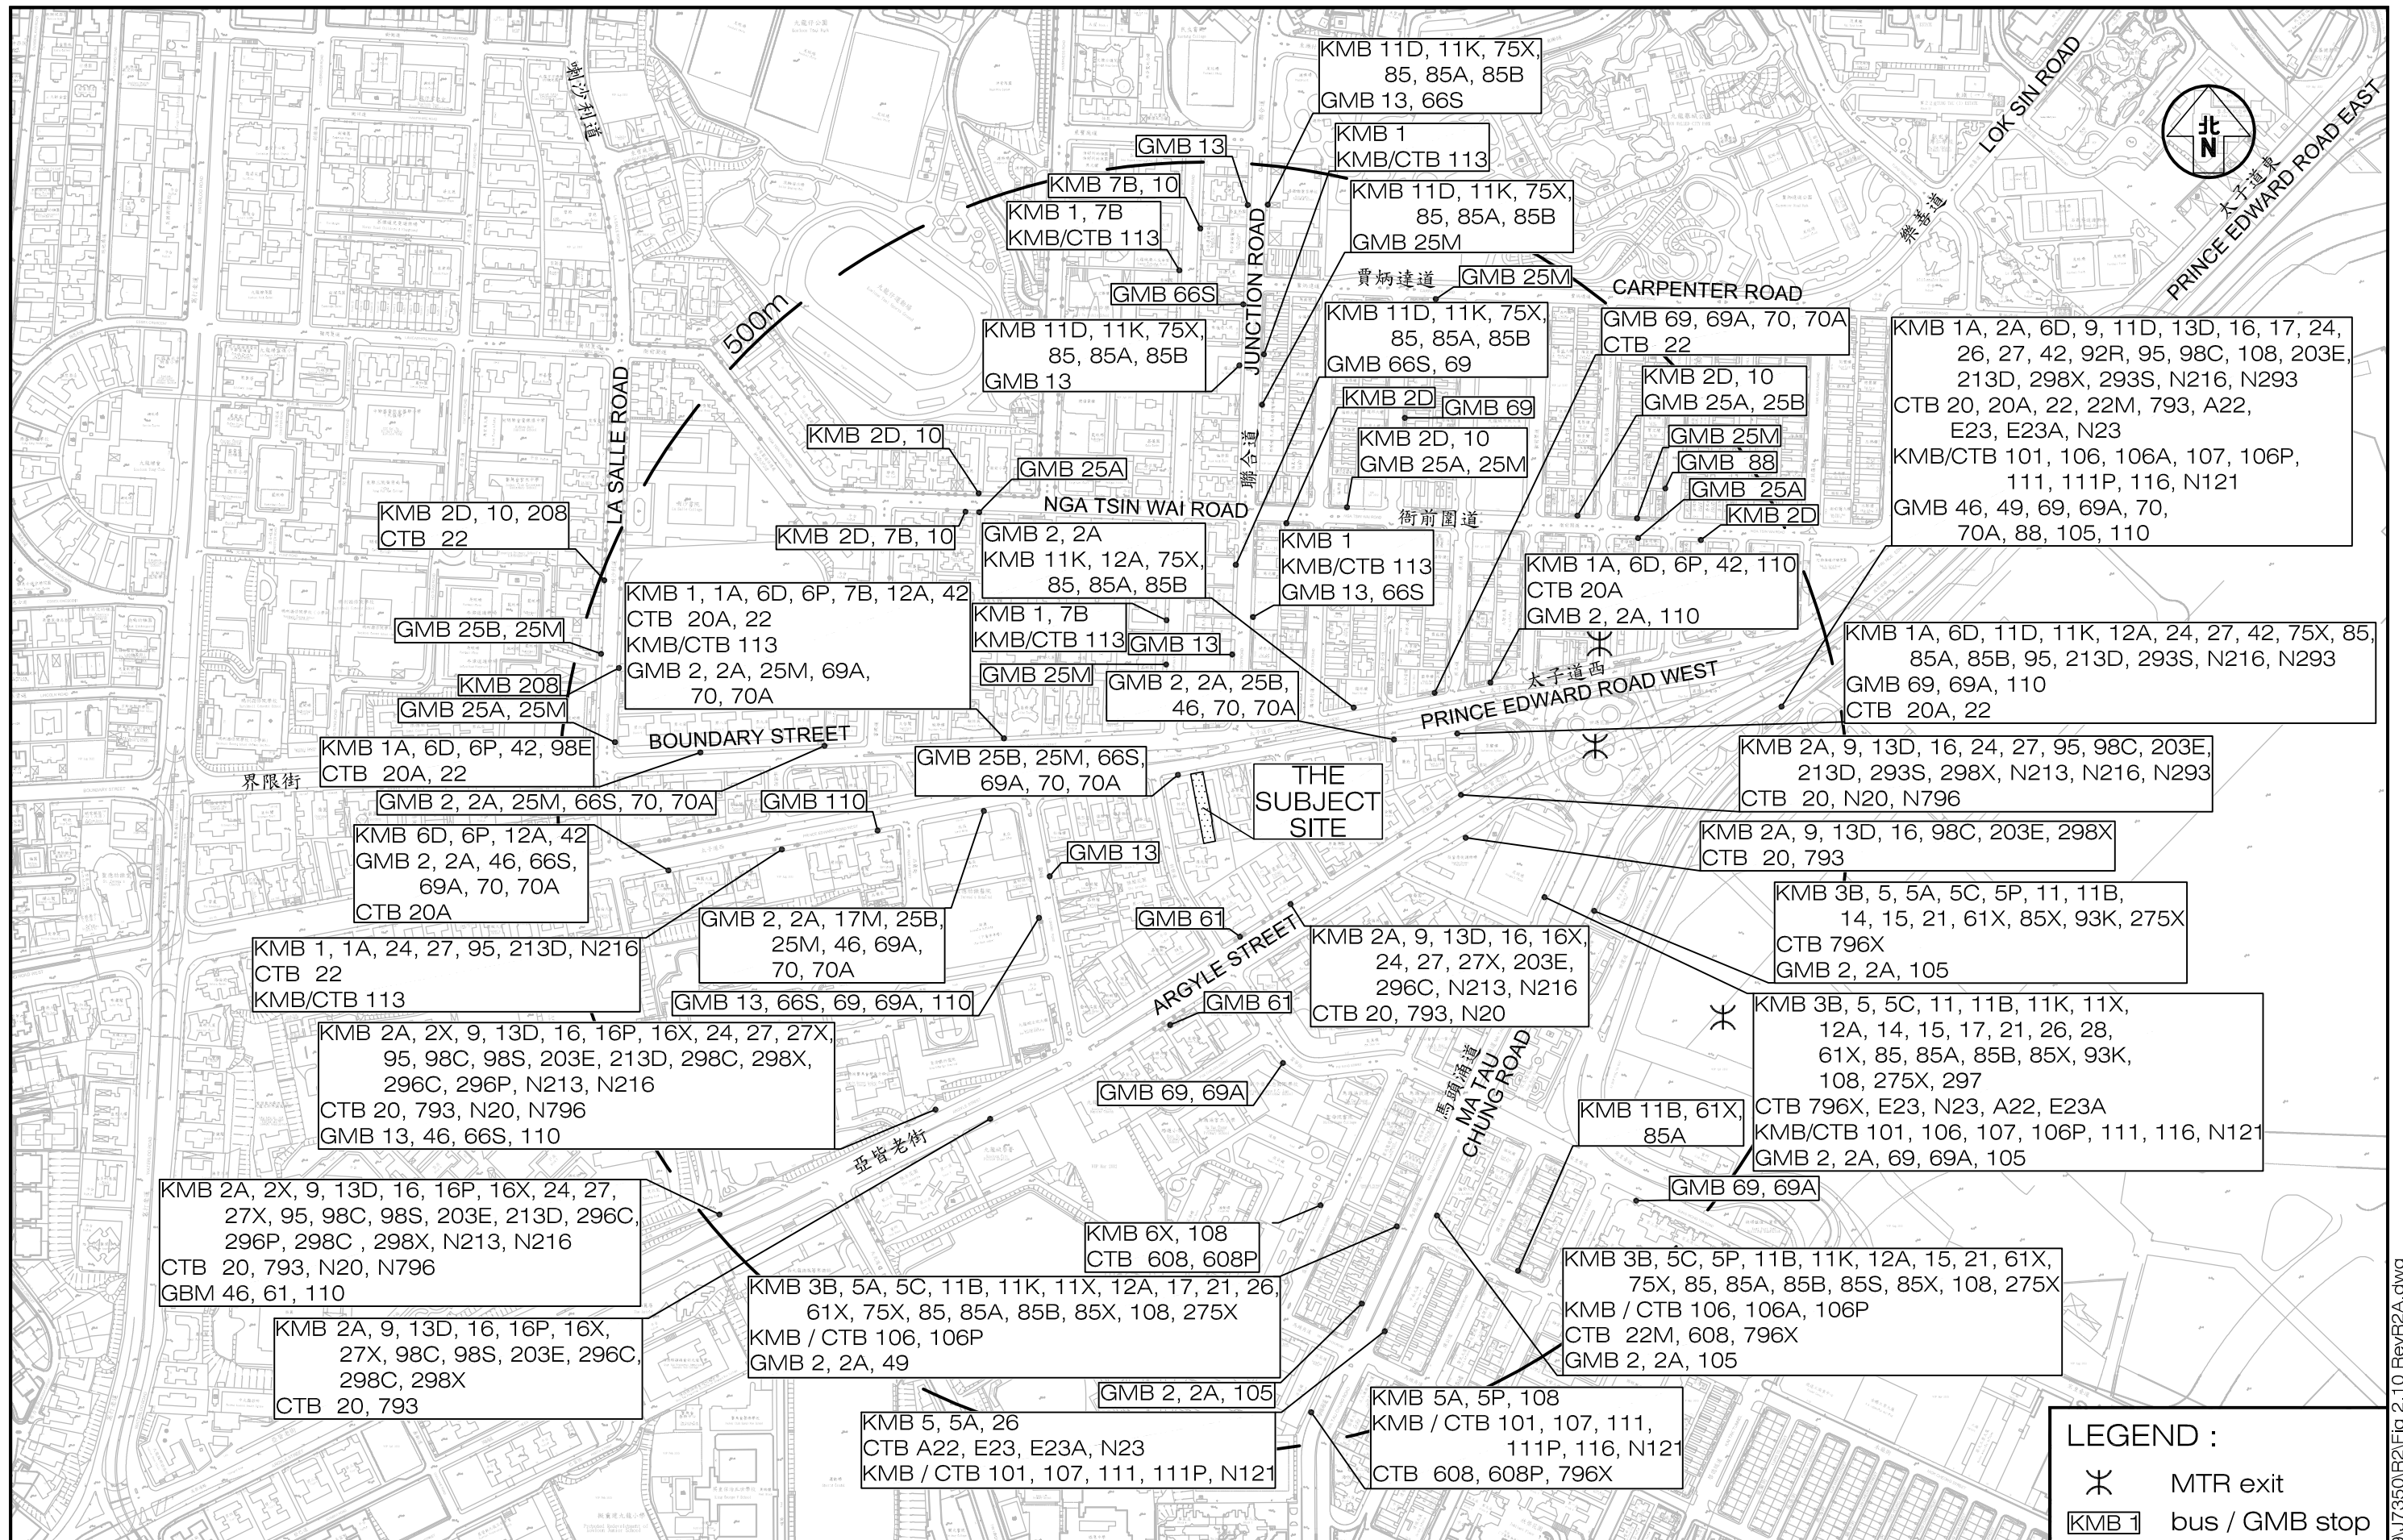 KMB 11D, 11K, 75X,
85, 85A, 85B
GMB 13, 66S
喇沙利道
LOK SIN ROAD
PRINCE EDWARD ROAD EAST
太子道東
樂善道
北
N
GMB 13
KMB 1
KMB/CTB 113
KMB 7B, 10
KMB 11D, 11K, 75X,
85, 85A, 85B
GMB 25M
KMB 1, 7B
KMB/CTB 113
JUNCTION ROAD
賈炳達道
GMB 25M
CARPENTER ROAD
GMB 66S
500m
KMB 11D, 11K, 75X,
85, 85A, 85B
GMB 13
KMB 11D, 11K, 75X,
85, 85A, 85B
GMB 66S, 69
GMB 69, 69A, 70, 70A
CTB 22
KMB 1A, 2A, 6D, 9, 11D, 13D, 16, 17, 24,
26, 27, 42, 92R, 95, 98C, 108, 203E,
213D, 298X, 293S, N216, N293
CTB 20, 20A, 22, 22M, 793, A22,
E23, E23A, N23
KMB/CTB 101, 106, 106A, 107, 106P,
111, 111P, 116, N121
GMB 46, 49, 69, 69A, 70,
70A, 88, 105, 110
LA SALLE ROAD
KMB 2D, 10
GMB 25A, 25B
KMB 2D
GMB 69
KMB 2D, 10
聯合道
KMB 2D, 10
GMB 25A, 25M
GMB 25M
GMB 88
GMB 25A
KMB 2D
GMB 25A
NGA TSIN WAI ROAD
衙前圍道
KMB 2D, 10, 208
CTB 22
KMB 2D, 7B, 10
GMB 2, 2A
KMB 11K, 12A, 75X,
85, 85A, 85B
KMB 1
KMB/CTB 113
GMB 13, 66S
KMB 1A, 6D, 6P, 42, 110
CTB 20A
GMB 2, 2A, 110
KMB 1, 1A, 6D, 6P, 7B, 12A, 42
CTB 20A, 22
KMB/CTB 113
GMB 2, 2A, 25M, 69A,
70, 70A
KMB 1, 7B
KMB/CTB 113
GMB 13
GMB 25B, 25M
KMB 1A, 6D, 11D, 11K, 12A, 24, 27, 42, 75X, 85,
85A, 85B, 95, 213D, 293S, N216, N293
GMB 69, 69A, 110
CTB 20A, 22
GMB 25M
GMB 2, 2A, 25B,
46, 70, 70A
太子道西
PRINCE EDWARD ROAD WEST
KMB 208
GMB 25A, 25M
BOUNDARY STREET
界限街
KMB 1A, 6D, 6P, 42, 98E
CTB 20A, 22
GMB 25B, 25M, 66S,
69A, 70, 70A
THE
SUBJECT
SITE
KMB 2A, 9, 13D, 16, 24, 27, 95, 98C, 203E,
213D, 293S, 298X, N213, N216, N293
CTB 20, N20, N796
GMB 2, 2A, 25M, 66S, 70, 70A
GMB 110
KMB 6D, 6P, 12A, 42
GMB 2, 2A, 46, 66S,
69A, 70, 70A
CTB 20A
GMB 13
KMB 2A, 9, 13D, 16, 98C, 203E, 298X
CTB 20, 793
KMB 3B, 5, 5A, 5C, 5P, 11, 11B,
14, 15, 21, 61X, 85X, 93K, 275X
CTB 796X
GMB 2, 2A, 105
GMB 2, 2A, 17M, 25B,
25M, 46, 69A,
70, 70A
GMB 61
ARGYLE STREET
KMB 2A, 9, 13D, 16, 16X,
24, 27, 27X, 203E,
296C, N213, N216
CTB 20, 793, N20
KMB 1, 1A, 24, 27, 95, 213D, N216
CTB 22
KMB/CTB 113
GMB 13, 66S, 69, 69A, 110
GMB 61
KMB 3B, 5, 5C, 11, 11B, 11K, 11X,
12A, 14, 15, 17, 21, 26, 28,
61X, 85, 85A, 85B, 85X, 93K,
108, 275X, 297
CTB 796X, E23, N23, A22, E23A
KMB/CTB 101, 106, 107, 106P, 111, 116, N121
GMB 2, 2A, 69, 69A, 105
KMB 2A, 2X, 9, 13D, 16, 16P, 16X, 24, 27, 27X,
95, 98C, 98S, 203E, 213D, 298C, 298X,
296C, 296P, N213, N216
CTB 20, 793, N20, N796
GMB 13, 46, 66S, 110
馬頭涌道
MA TAU
CHUNG ROAD
GMB 69, 69A
KMB 11B, 61X,
85A
亞皆老街
GMB 69, 69A
KMB 2A, 2X, 9, 13D, 16, 16P, 16X, 24, 27,
27X, 95, 98C, 98S, 203E, 213D, 296C,
296P, 298C , 298X, N213, N216
CTB 20, 793, N20, N796
GBM 46, 61, 110
KMB 6X, 108
CTB 608, 608P
KMB 3B, 5C, 5P, 11B, 11K, 12A, 15, 21, 61X,
75X, 85, 85A, 85B, 85S, 85X, 108, 275X
KMB / CTB 106, 106A, 106P
CTB 22M, 608, 796X
GMB 2, 2A, 105
KMB 3B, 5A, 5C, 11B, 11K, 11X, 12A, 17, 21, 26,
61X, 75X, 85, 85A, 85B, 85X, 108, 275X
KMB / CTB 106, 106P
GMB 2, 2A, 49
KMB 2A, 9, 13D, 16, 16P, 16X,
27X, 98C, 98S, 203E, 296C,
298C, 298X
CTB 20, 793
GMB 2, 2A, 105
KMB 5A, 5P, 108
KMB / CTB 101, 107, 111,
111P, 116, N121
CTB 608, 608P, 796X
KMB 5, 5A, 26
CTB A22, E23, E23A, N23
KMB / CTB 101, 107, 111, 111P, N121
LEGEND :
MTR exit
KMB 1
bus / GMB stop